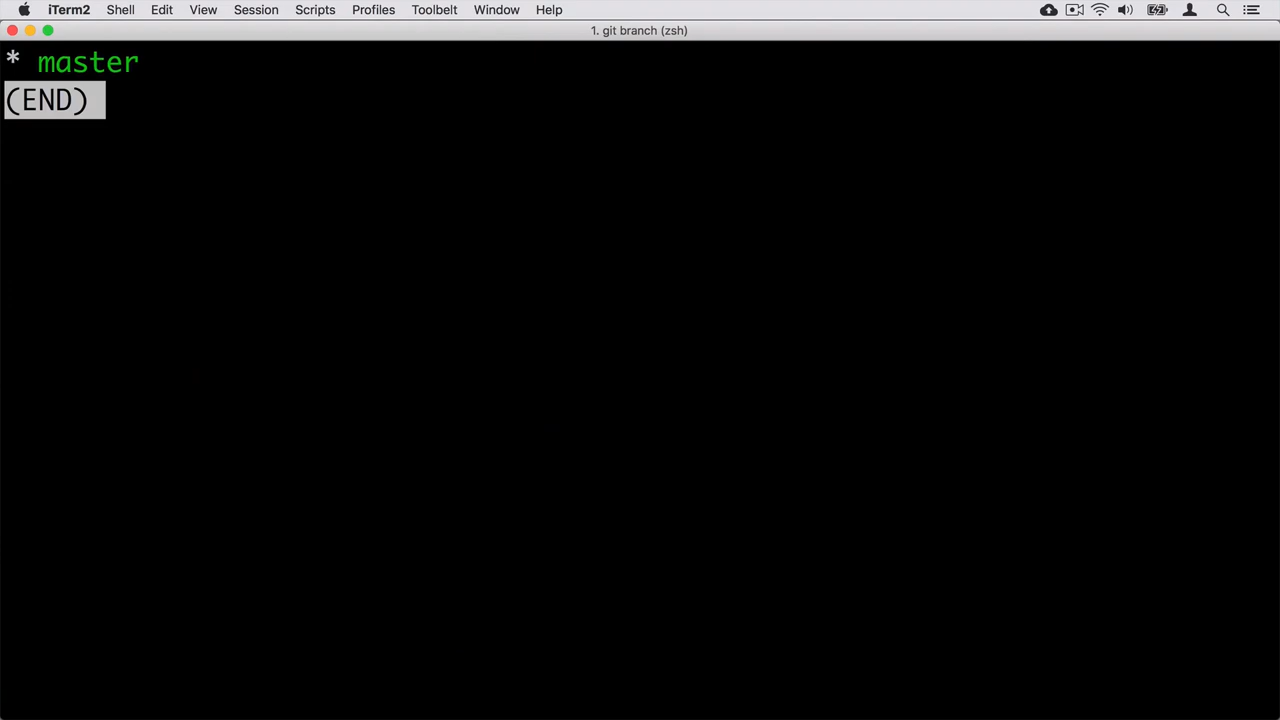 iTerm2 Shell Edit View Session Scripts Profiles Toolbelt Window Help
1. git branch (zsh)
* master
(END)